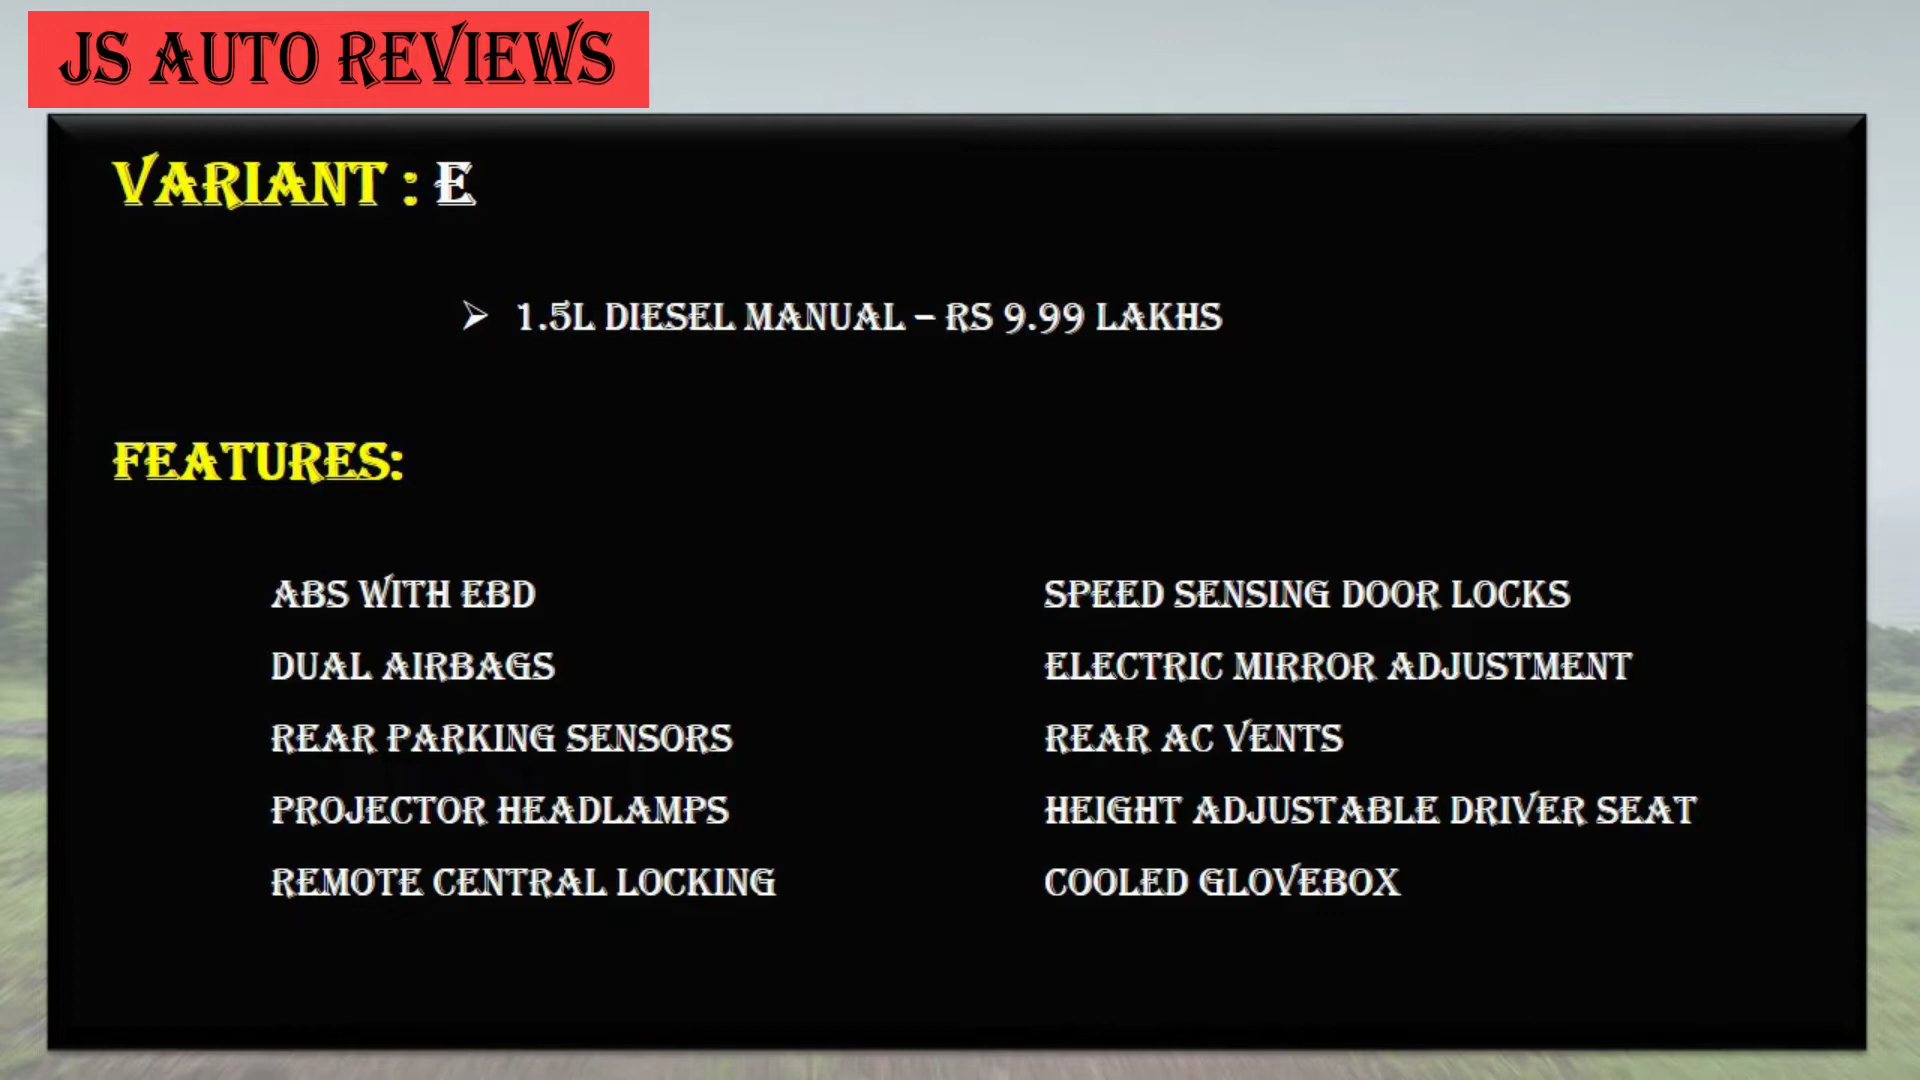 JS AUTO REVIEWS
VARIANT : E
➢ 1.5L DIESEL MANUAL – RS 9.99 LAKHS
FEATURES:
ABS WITH EBD
DUAL AIRBAGS
REAR PARKING SENSORS
PROJECTOR HEADLAMPS
REMOTE CENTRAL LOCKING
SPEED SENSING DOOR LOCKS
ELECTRIC MIRROR ADJUSTMENT
REAR AC VENTS
HEIGHT ADJUSTABLE DRIVER SEAT
COOLED GLOVEBOX